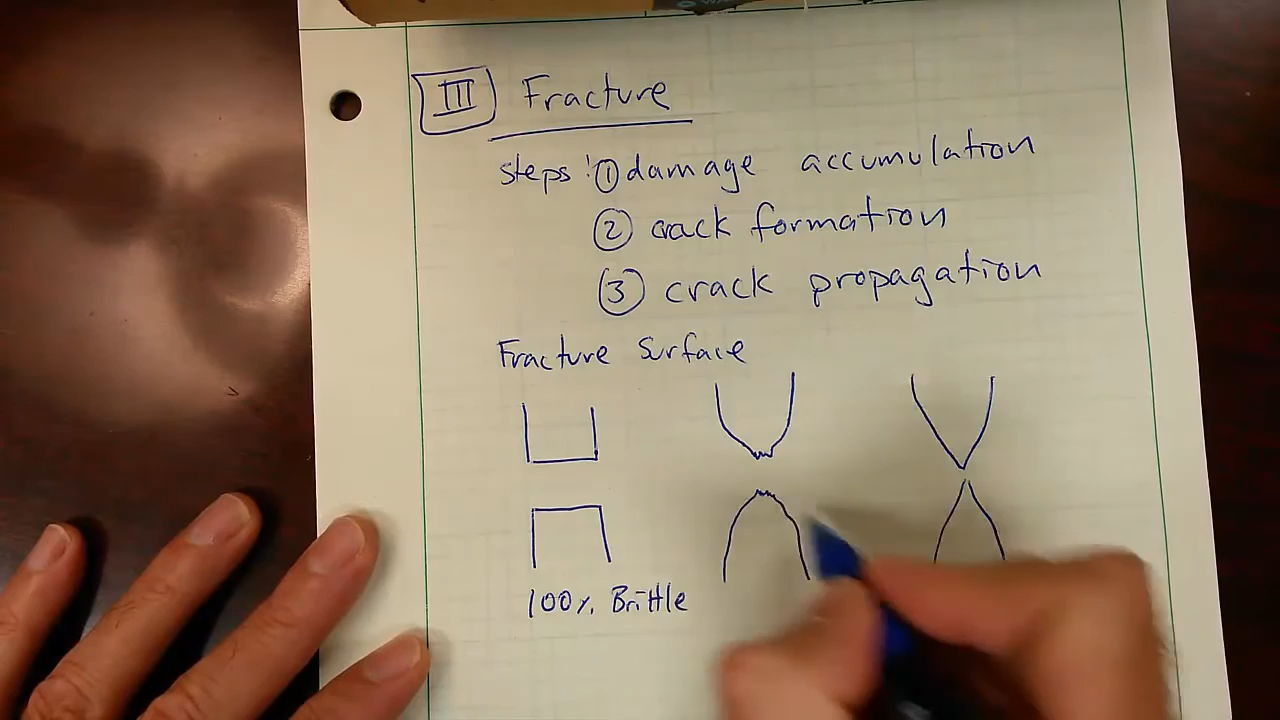 III Fracture
steps: ① damage accumulation
② crack formation
③ crack propagation
Fracture Surface
100% Brittle